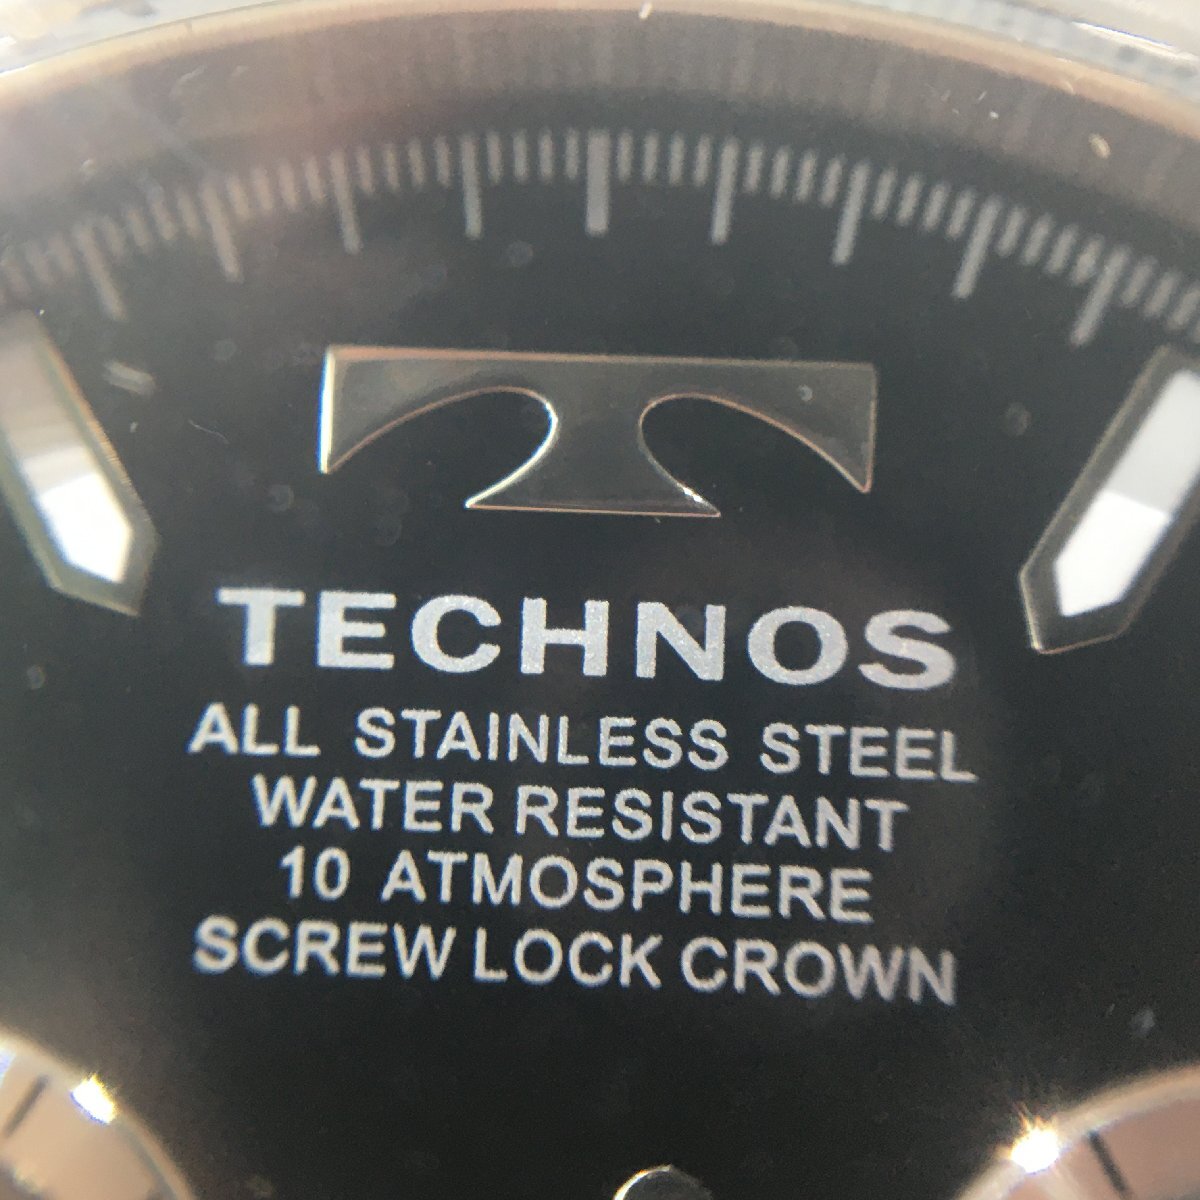 TECHNOS
ALL STAINLESS STEEL
WATER RESISTANT
10 ATMOSPHERE
SCREW LOCK CROWN